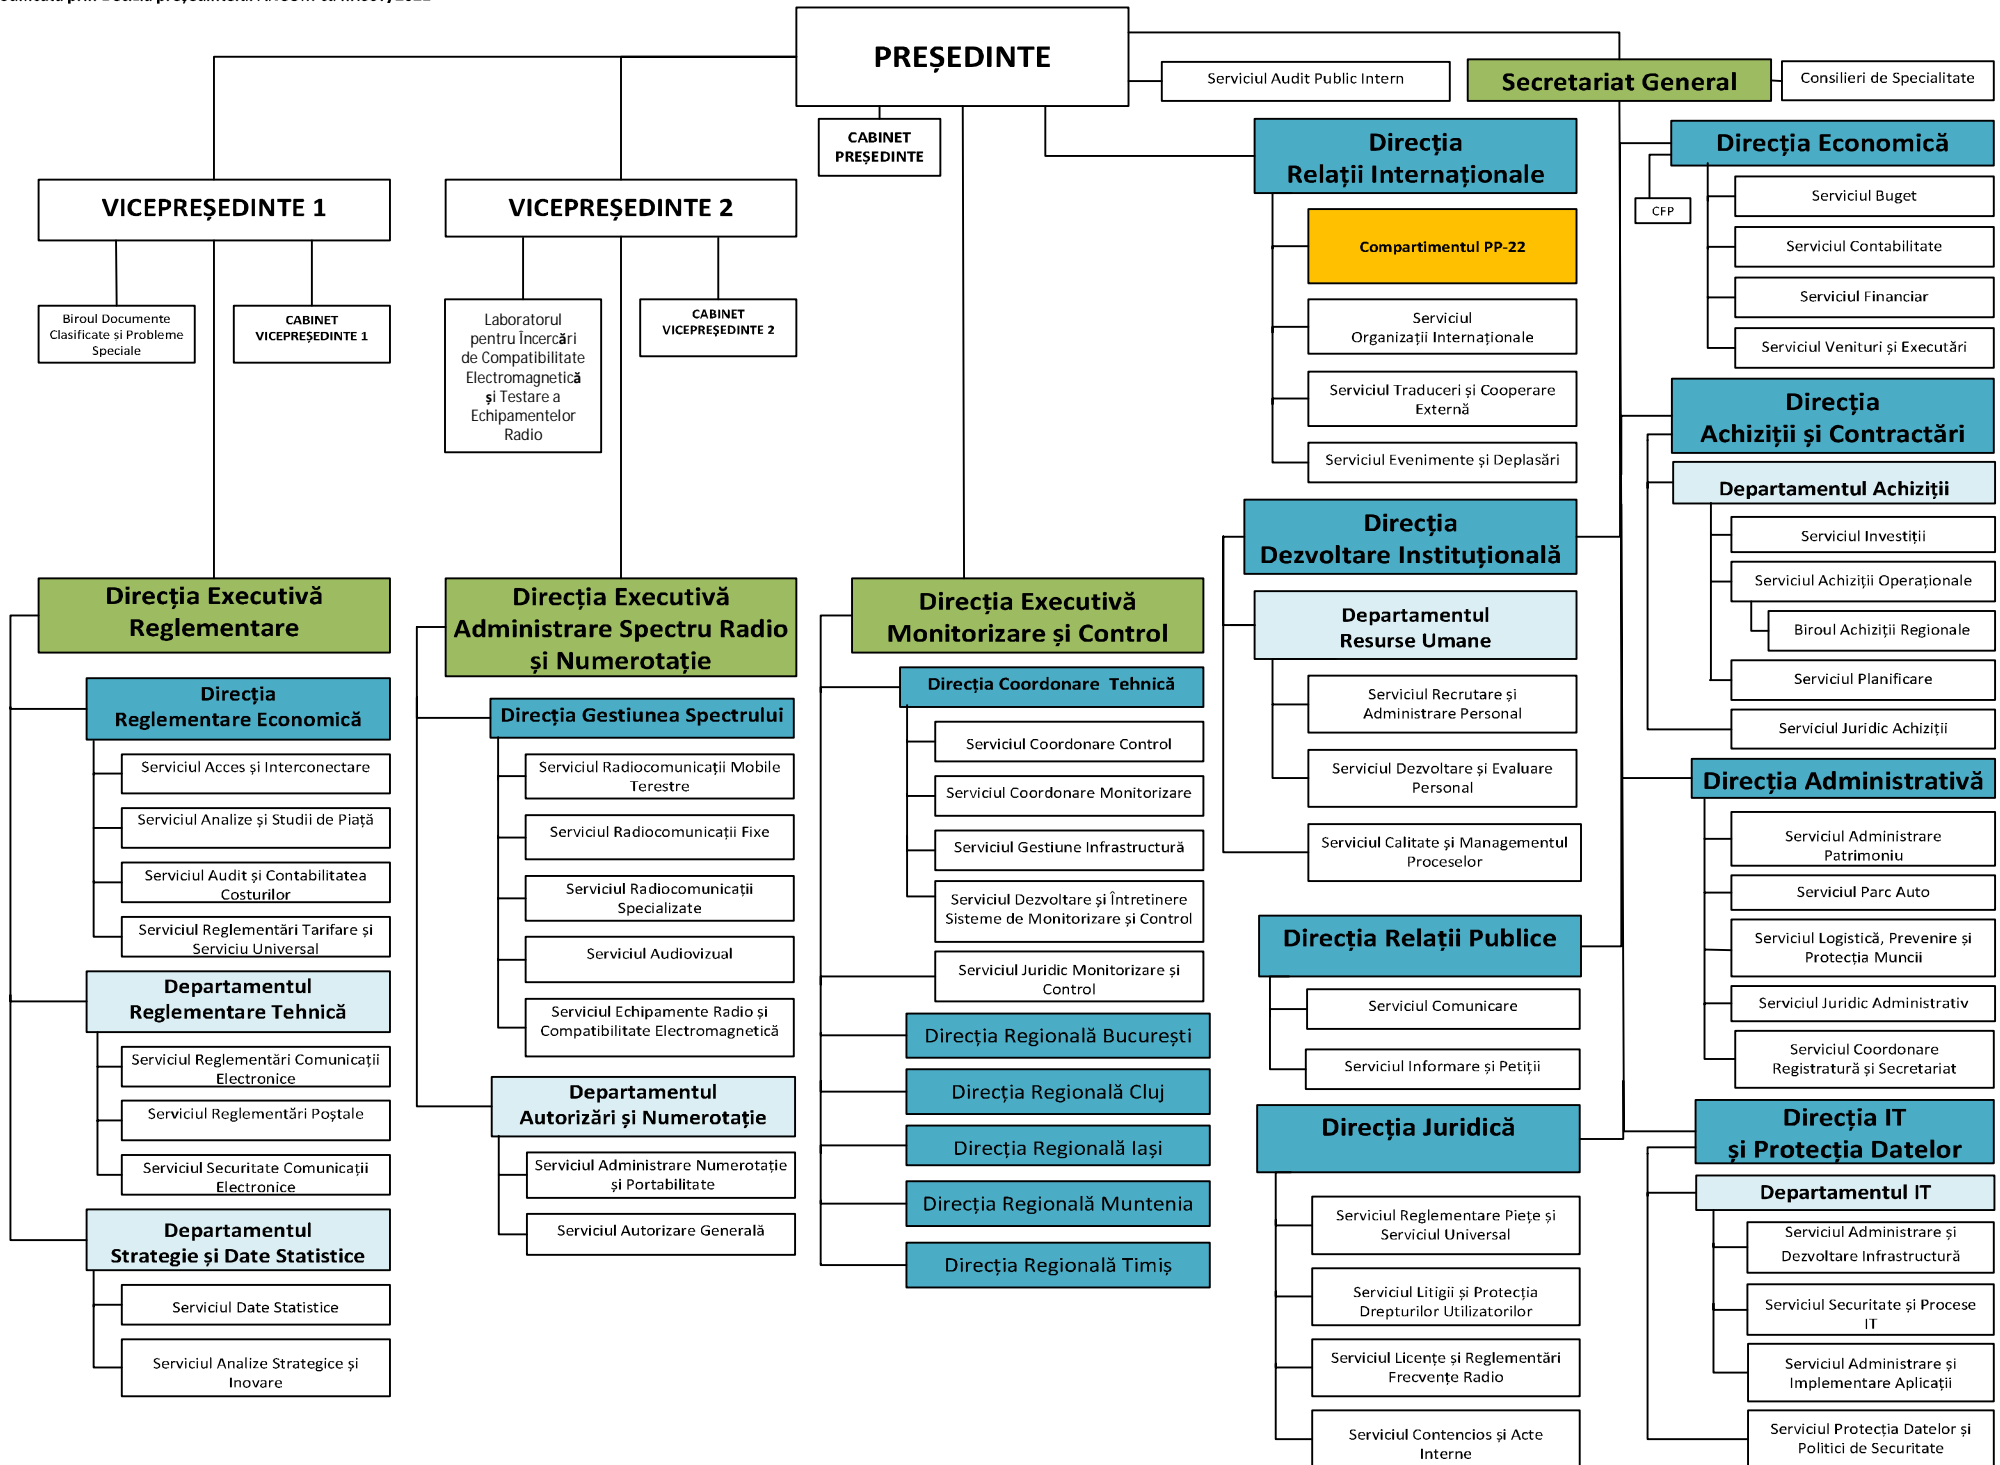 PREȘEDINTE
Serviciul Audit Public Intern
Secretariat General
Consilieri de Specialitate
CABINET
PREȘEDINTE
VICEPREȘEDINTE 1
Biroul Documente
Clasificate și Probleme
Speciale
CABINET
VICEPREȘEDINTE 1
VICEPREȘEDINTE 2
Laboratorul
pentru Încercări
de Compatibilitate
Electromagnetică
și Testare a
Echipamentelor
Radio
CABINET
VICEPREȘEDINTE 2
Direcția Executivă
Reglementare
Direcția
Reglementare Economică
Serviciul Acces și Interconectare
Serviciul Analize și Studii de Piață
Serviciul Audit și Contabilitatea
Costurilor
Serviciul Reglementări Tarifare și
Serviciu Universal
Departamentul
Reglementare Tehnică
Serviciul Reglementări Comunicații
Electronice
Serviciul Reglementări Poștale
Serviciul Securitate Comunicații
Electronice
Departamentul
Strategie și Date Statistice
Serviciul Date Statistice
Serviciul Analize Strategice și
Inovare
Direcția Executivă
Administrare Spectru Radio
și Numerotație
Direcția Gestiunea Spectrului
Serviciul Radiocomunicații Mobile
Terestre
Serviciul Radiocomunicații Fixe
Serviciul Radiocomunicații
Specializate
Serviciul Audiovizual
Serviciul Echipamente Radio și
Compatibilitate Electromagnetică
Departamentul
Autorizări și Numerotație
Serviciul Administrare Numerotație
și Portabilitate
Serviciul Autorizare Generală
Direcția Executivă
Monitorizare și Control
Direcția Coordonare Tehnică
Serviciul Coordonare Control
Serviciul Coordonare Monitorizare
Serviciul Gestiune Infrastructură
Serviciul Dezvoltare și Întretinere
Sisteme de Monitorizare și Control
Serviciul Juridic Monitorizare și
Control
Direcția Regională București
Direcția Regională Cluj
Direcția Regională Iași
Direcția Regională Muntenia
Direcția Regională Timiș
Direcția
Relații Internaționale
Compartimentul PP-22
Serviciul
Organizații Internaționale
Serviciul Traduceri și Cooperare
Externă
Serviciul Evenimente și Deplasări
Direcția
Dezvoltare Instituțională
Departamentul
Resurse Umane
Serviciul Recrutare și
Administrare Personal
Serviciul Dezvoltare și Evaluare
Personal
Serviciul Calitate și Managementul
Proceselor
Direcția Relații Publice
Serviciul Comunicare
Serviciul Informare și Petiții
Direcția Juridică
Serviciul Reglementare Piețe și
Serviciul Universal
Serviciul Litigii și Protecția
Drepturilor Utilizatorilor
Serviciul Licențe și Reglementări
Frecvențe Radio
Serviciul Contencios și Acte
Interne
Direcția Economică
CFP
Serviciul Buget
Serviciul Contabilitate
Serviciul Financiar
Serviciul Venituri și Executări
Direcția
Achiziții și Contractări
Departamentul Achiziții
Serviciul Investiții
Serviciul Achiziții Operaționale
Biroul Achiziții Regionale
Serviciul Planificare
Serviciul Juridic Achiziții
Direcția Administrativă
Serviciul Administrare
Patrimoniu
Serviciul Parc Auto
Serviciul Logistică, Prevenire și
Protecția Muncii
Serviciul Juridic Administrativ
Serviciul Coordonare
Registratură și Secretariat
Direcția IT
și Protecția Datelor
Departamentul IT
Serviciul Administrare și
Dezvoltare Infrastructură
Serviciul Securitate și Procese
IT
Serviciul Administrare și
Implementare Aplicații
Serviciul Protecția Datelor și
Politici de Securitate